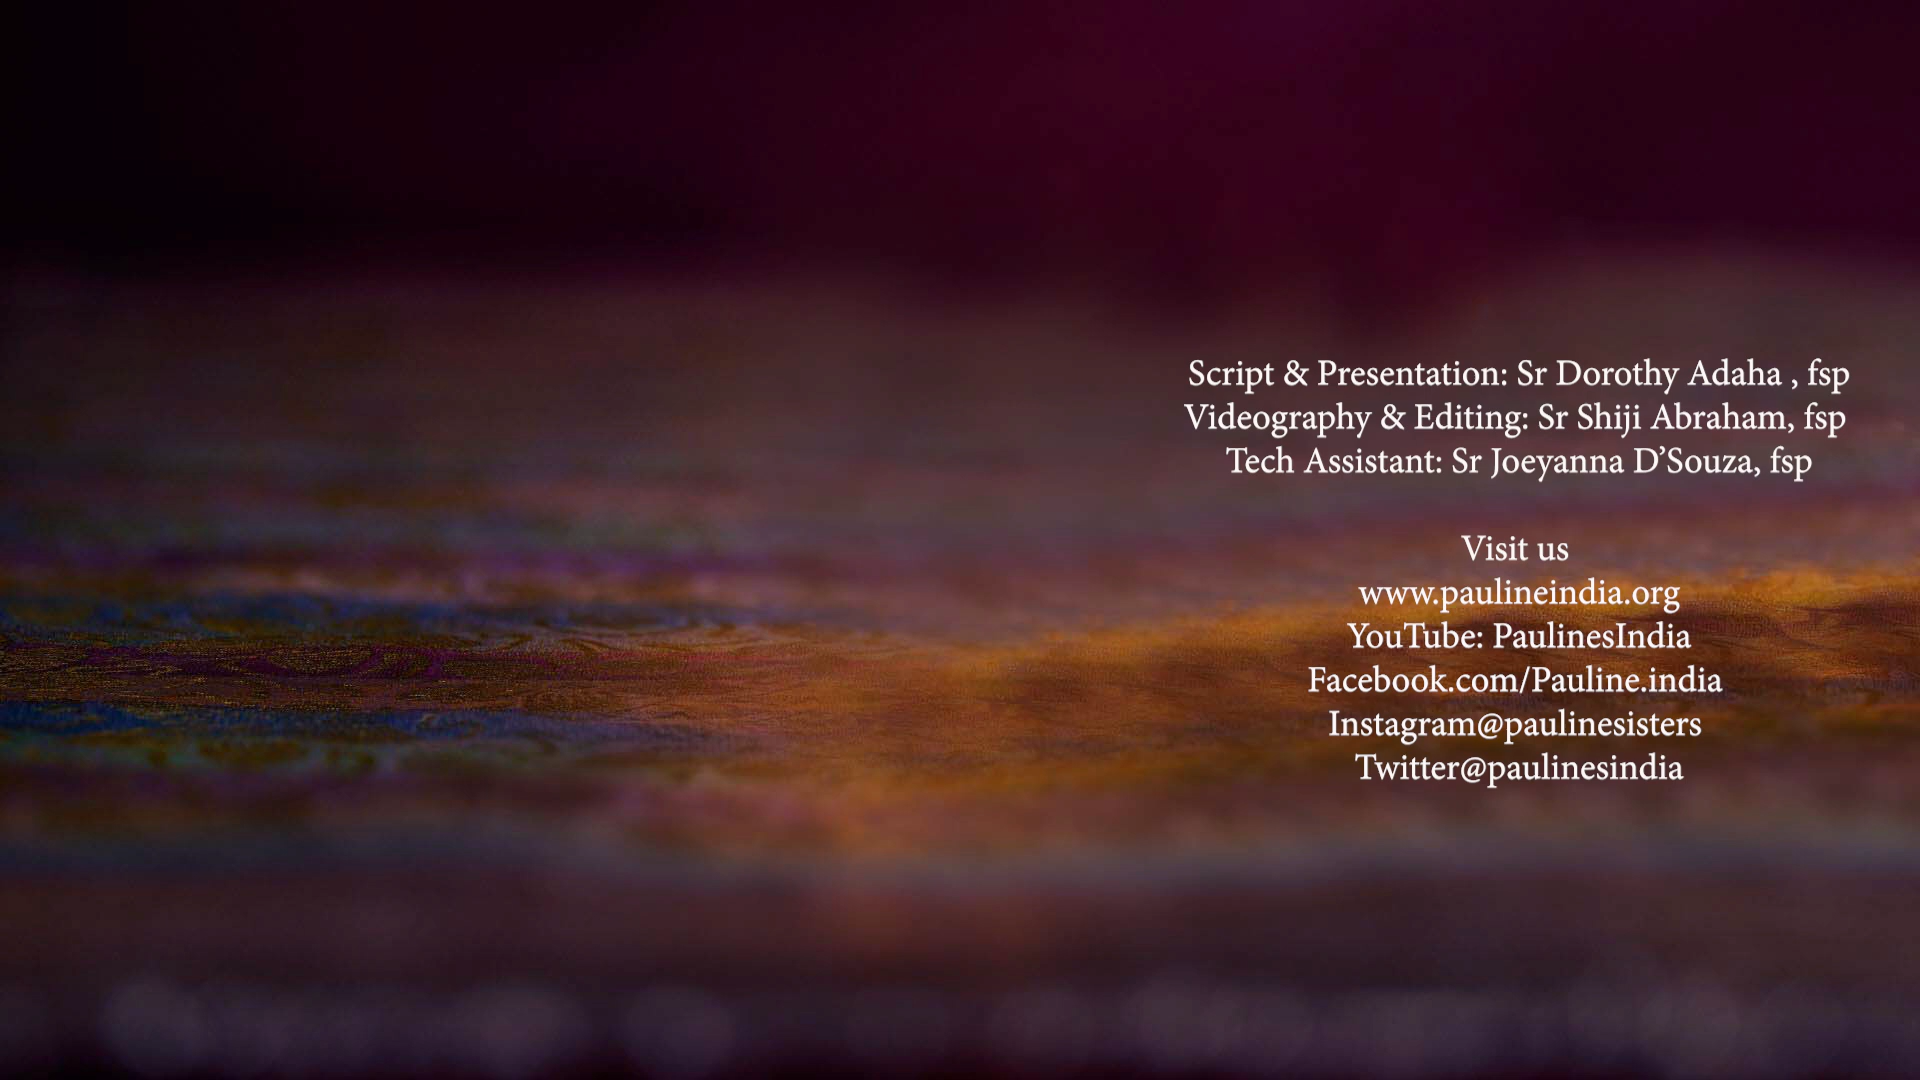 Script & Presentation: Sr Dorothy Adaha , fsp
Videography & Editing: Sr Shiji Abraham, fsp
Tech Assistant: Sr Joeyanna D’Souza, fsp
Visit us
www.paulineindia.org
YouTube: PaulinesIndia
Facebook.com/Pauline.india
Instagram@paulinesisters
Twitter@paulinesindia